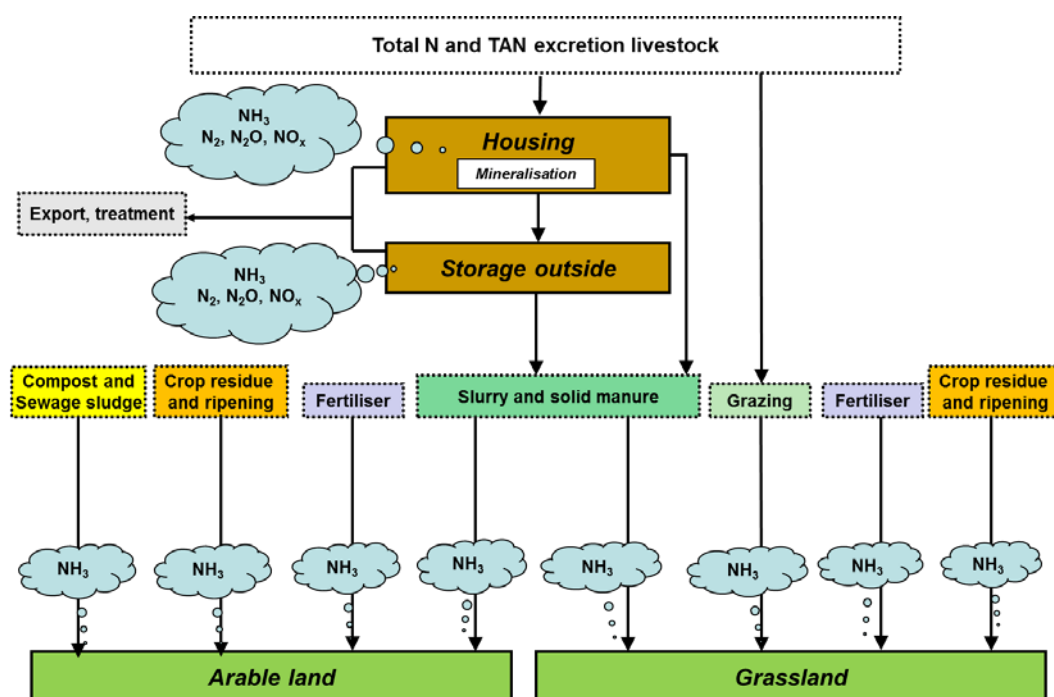 Total N and TAN excretion livestock
NH₃
N₂, N₂O, NOₓ
Housing
Mineralisation
Export, treatment
Storage outside
NH₃
N₂, N₂O, NOₓ
Compost and
Sewage sludge
Crop residue
and ripening
Fertiliser
Slurry and solid manure
Grazing
Fertiliser
Crop residue
and ripening
NH₃
NH₃
NH₃
NH₃
NH₃
NH₃
NH₃
NH₃
Arable land
Grassland